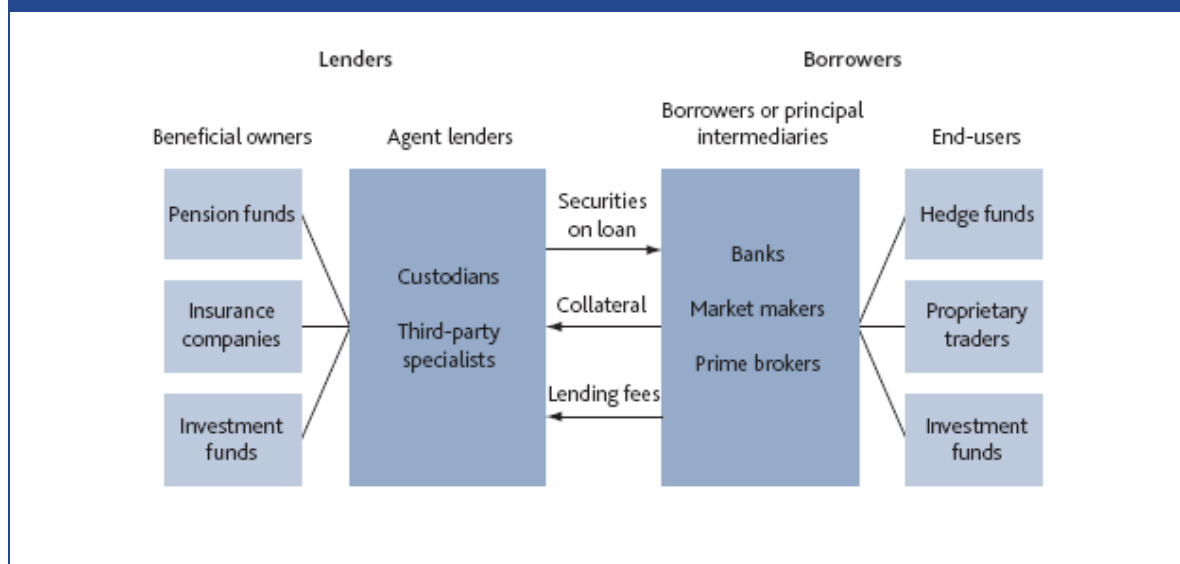 Lenders
Borrowers
Beneficial owners
Agent lenders
Borrowers or principal
intermediaries
End-users
Pension funds
Insurance
companies
Investment
funds
Custodians
Third-party
specialists
Securities
on loan
Collateral
Lending fees
Banks
Market makers
Prime brokers
Hedge funds
Proprietary
traders
Investment
funds